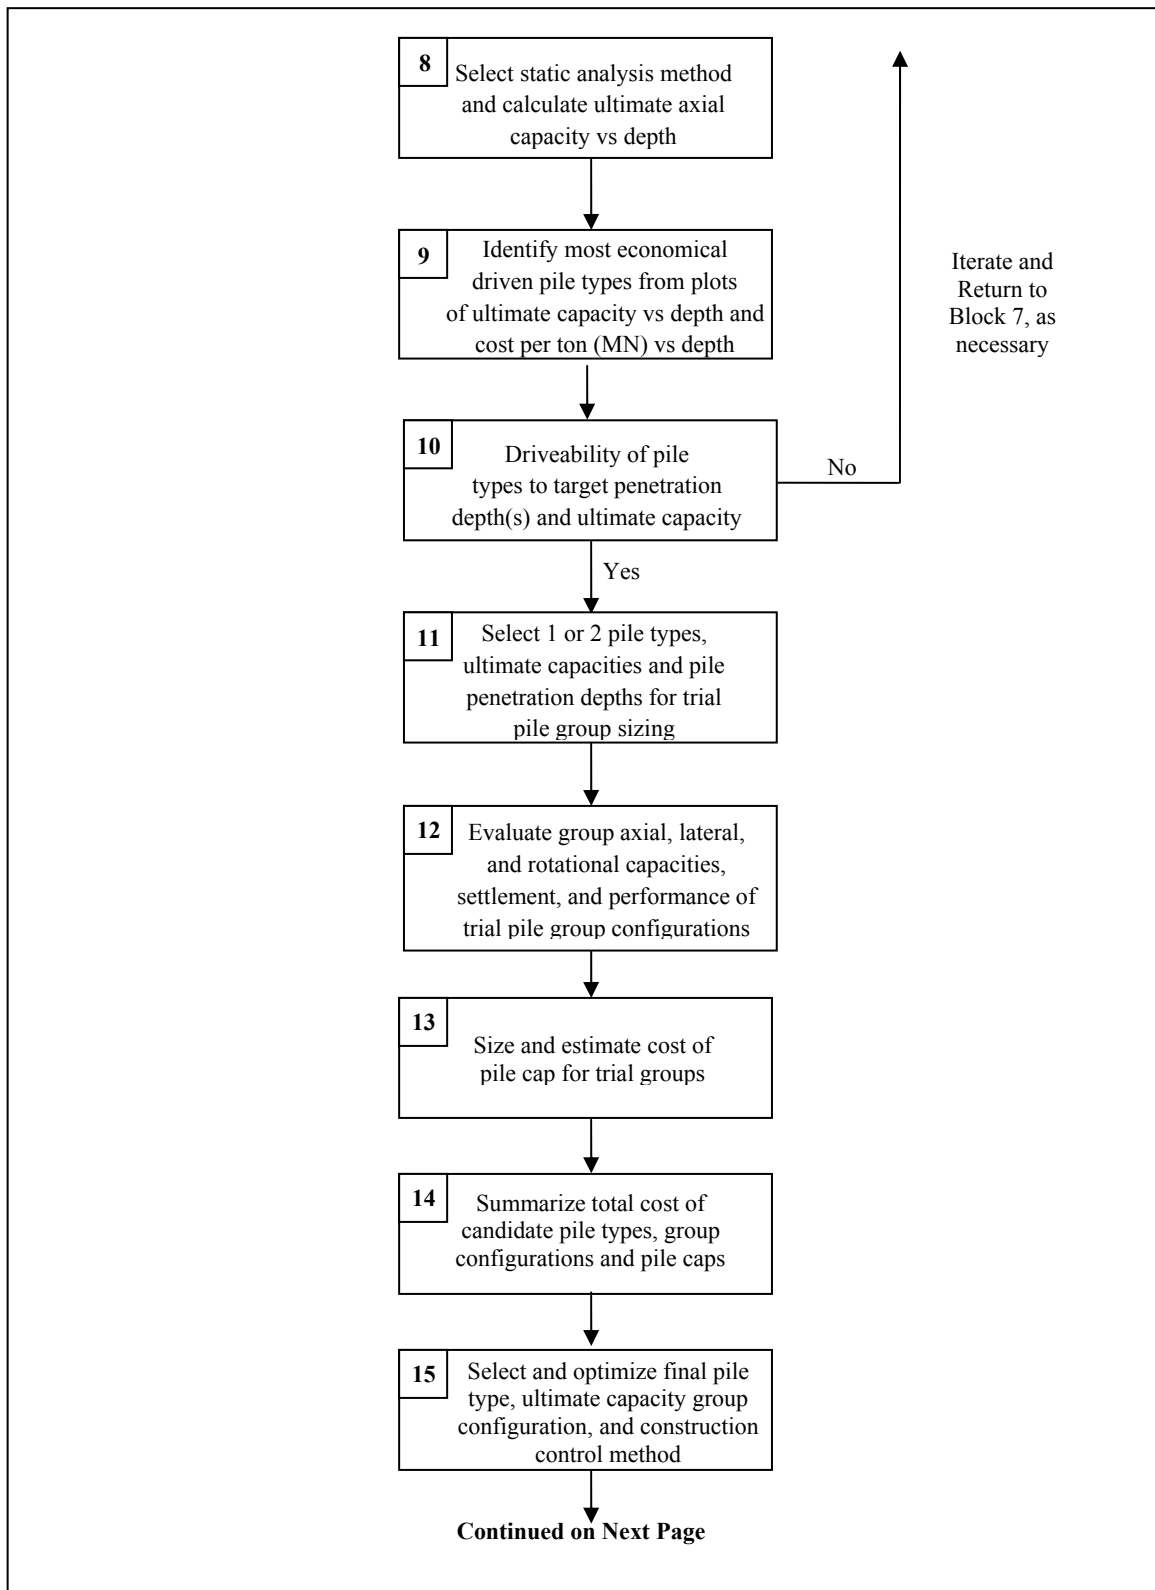 8
Select static analysis method
and calculate ultimate axial
capacity vs depth
9
Identify most economical
driven pile types from plots
of ultimate capacity vs depth and
cost per ton (MN) vs depth
Iterate and
Return to
Block 7, as
necessary
10
Driveability of pile
types to target penetration
depth(s) and ultimate capacity
No
Yes
11
Select 1 or 2 pile types,
ultimate capacities and pile
penetration depths for trial
pile group sizing
12
Evaluate group axial, lateral,
and rotational capacities,
settlement, and performance of
trial pile group configurations
13
Size and estimate cost of
pile cap for trial groups
14
Summarize total cost of
candidate pile types, group
configurations and pile caps
15
Select and optimize final pile
type, ultimate capacity group
configuration, and construction
control method
Continued on Next Page